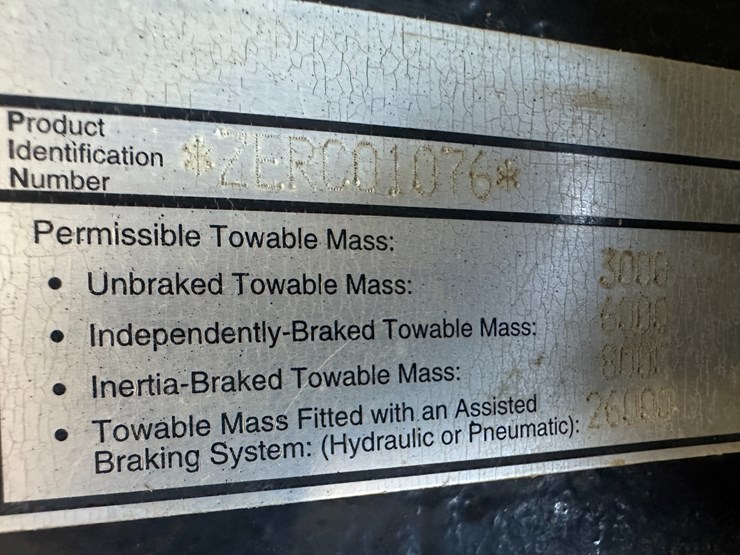 Product
Identification
Number
*ZERC01076*
Permissible Towable Mass:
• Unbraked Towable Mass: 3000
• Independently-Braked Towable Mass: 6000
• Inertia-Braked Towable Mass: 8000
• Towable Mass Fitted with an Assisted
Braking System: (Hydraulic or Pneumatic): 26000